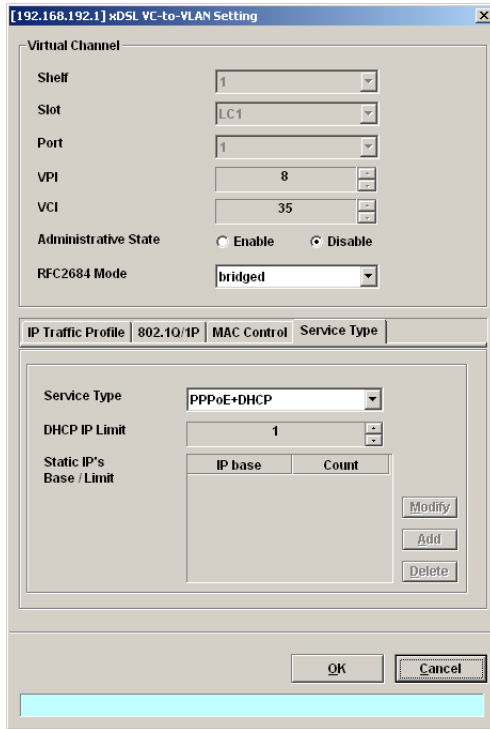 [192.168.192.1] xDSL VC-to-VLAN Setting
Virtual Channel
Shelf 1
Slot LC1
Port 1
VPI 8
VCI 35
Administrative State Enable Disable
RFC2684 Mode bridged
IP Traffic Profile 802.1Q/1P MAC Control Service Type
Service Type PPPoE+DHCP
DHCP IP Limit 1
Static IP's
Base / Limit
IP base Count
Modify
Add
Delete
OK Cancel